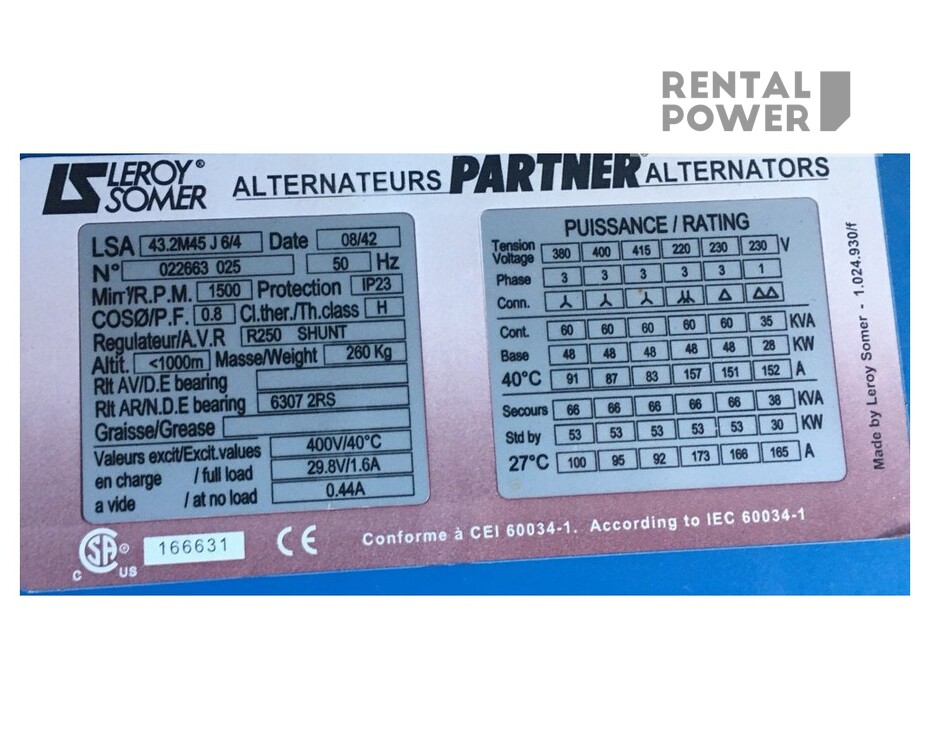 RENTAL
POWER
LEROY®
SOMER
ALTERNATEURS PARTNER® ALTERNATORS
LSA 43.2M45 J 6/4 Date 08/42
N° 022663 025 50 Hz
Min⁻¹/R.P.M. 1500 Protection IP23
COSØ/P.F. 0.8 Cl.ther./Th.class H
Regulateur/A.V.R R250 SHUNT
Altit. <1000m Masse/Weight 260 Kg
Rlt AV/D.E bearing
Rlt AR/N.D.E bearing 6307 2RS
Graisse/Grease
Valeurs excit/Excit.values 400V/40°C
en charge / full load 29.8V/1.6A
a vide / at no load 0.44A
PUISSANCE / RATING
Tension
Voltage 380 400 415 220 230 230 V
Phase 3 3 3 3 3 1
Conn.
Cont. 60 60 60 60 60 35 KVA
Base 48 48 48 48 48 28 KW
40°C 91 87 83 157 151 152 A
Secours 66 66 66 66 66 38 KVA
Std by 53 53 53 53 53 30 KW
27°C 100 95 92 173 166 165 A
Made by Leroy Somer - 1.024.930/f
C SA ® US 166631 CE
Conforme à CEI 60034-1. According to IEC 60034-1